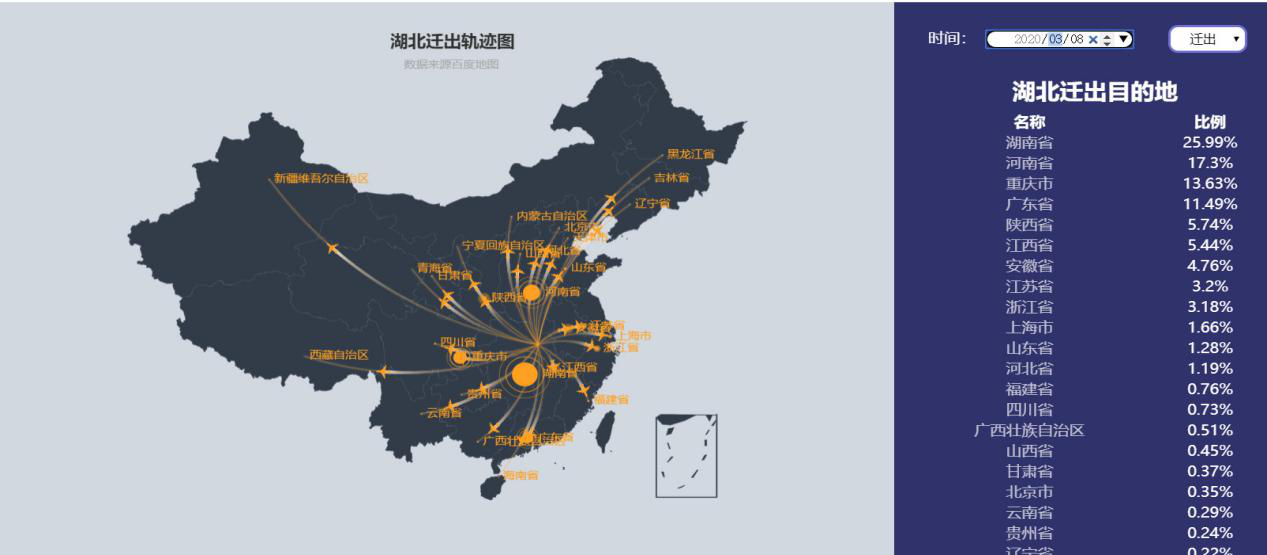 湖北迁出轨迹图
数据来源百度地图
黑龙江省
吉林省
新疆维吾尔自治区
辽宁省
内蒙古自治区
宁夏回族自治区
青海省
甘肃省
山东省
陕西省
河南省
江苏省
上海市
浙江省
四川省
西藏自治区
重庆市
江西省
湖南省
贵州省
福建省
云南省
广西壮族自治区
广东省
海南省
时间：
2020/03/08
迁出
湖北迁出目的地
名称 比例
湖南省 25.99%
河南省 17.3%
重庆市 13.63%
广东省 11.49%
陕西省 5.74%
江西省 5.44%
安徽省 4.76%
江苏省 3.2%
浙江省 3.18%
上海市 1.66%
山东省 1.28%
河北省 1.19%
福建省 0.76%
四川省 0.73%
广西壮族自治区 0.51%
山西省 0.45%
甘肃省 0.37%
北京市 0.35%
云南省 0.29%
贵州省 0.24%
辽宁省 0.22%